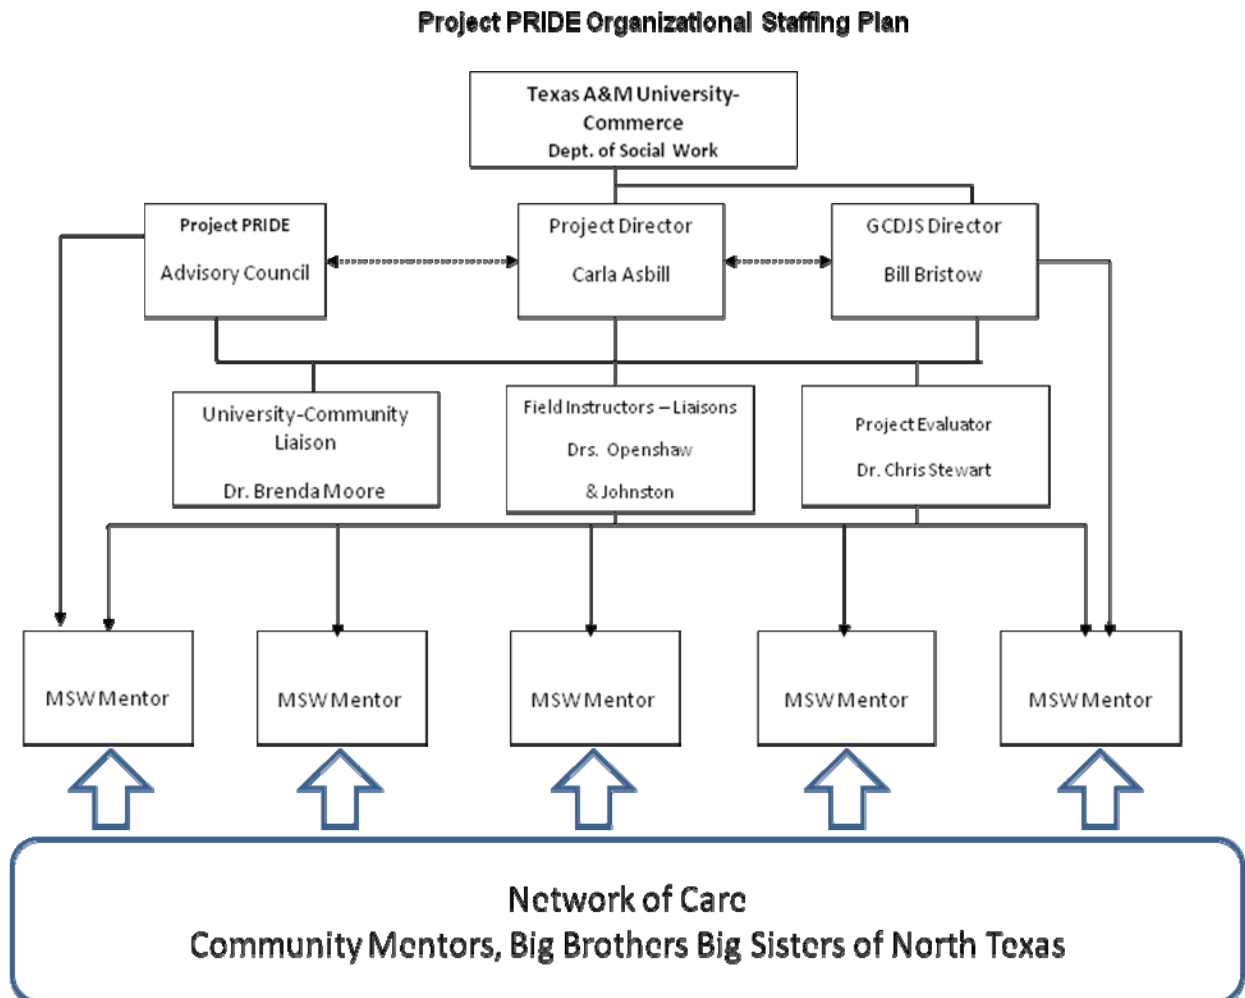 Project PRIDE Organizational Staffing Plan
Texas A&M University-
Commerce
Dept. of Social Work
Project PRIDE
Advisory Council
Project Director
Carla Asbill
GCDJS Director
Bill Bristow
University-Community
Liaison
Dr. Brenda Moore
Field Instructors – Liaisons
Drs. Openshaw
& Johnston
Project Evaluator
Dr. Chris Stewart
MSW Mentor
MSW Mentor
MSW Mentor
MSW Mentor
MSW Mentor
Network of Care
Community Mentors, Big Brothers Big Sisters of North Texas